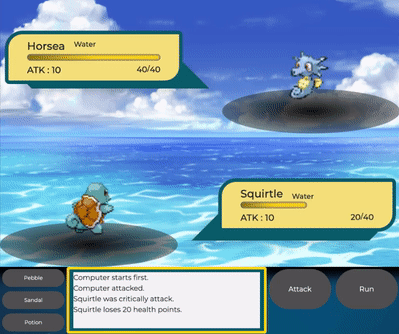 Horsea Water
ATK : 10 40/40
Squirtle Water
ATK : 10 20/40
Pebble
Sandal
Potion
Computer starts first.
Computer attacked.
Squirtle was critically attack.
Squirtle loses 20 health points.
Attack
Run